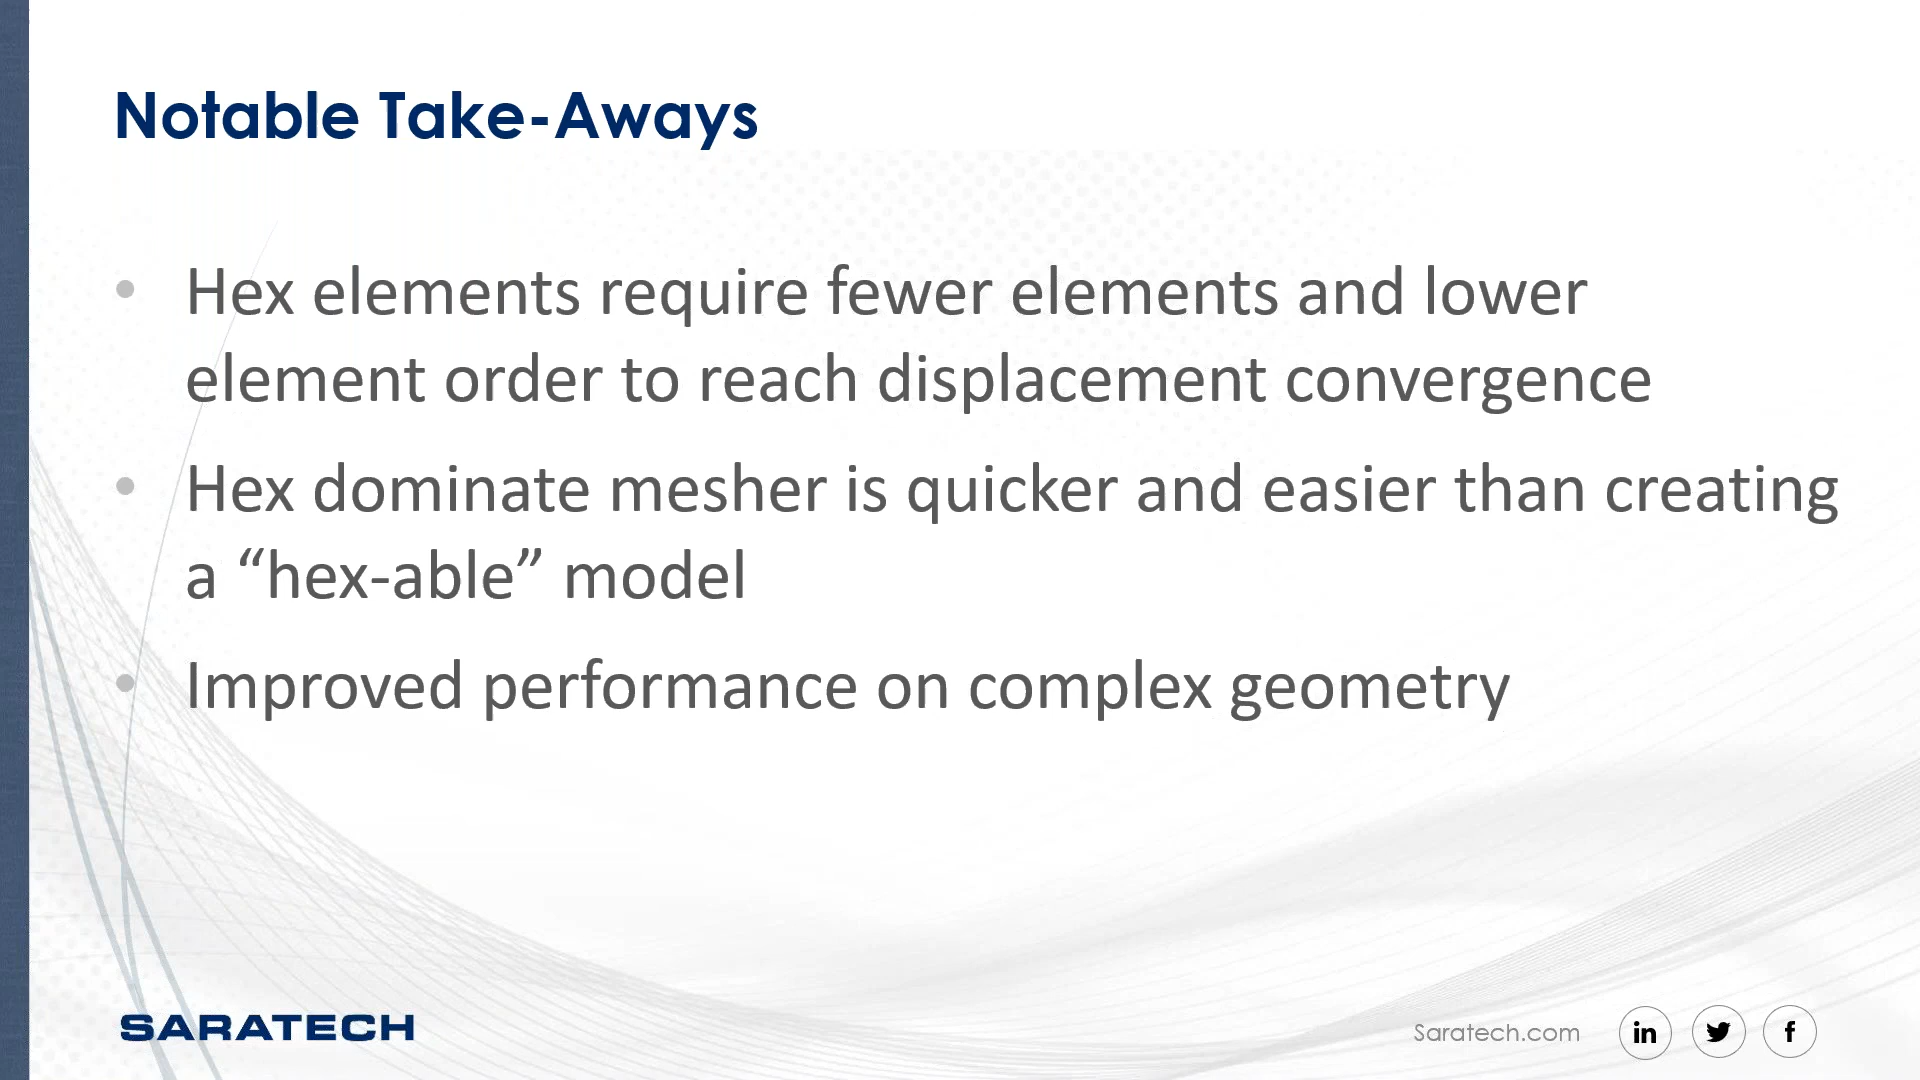 Notable Take-Aways
• Hex elements require fewer elements and lower
element order to reach displacement convergence
• Hex dominate mesher is quicker and easier than creating
a “hex-able” model
• Improved performance on complex geometry
SARATECH
Saratech.com
in
f